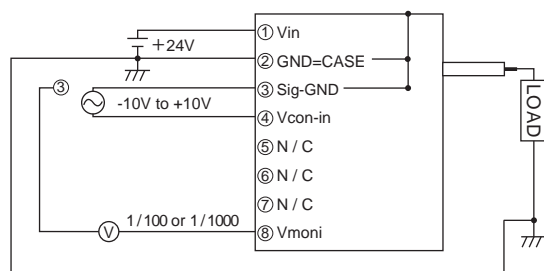 ① Vin
+24V
② GND=CASE
③
③ Sig-GND
-10V to +10V
④ Vcon-in
⑤ N / C
⑥ N / C
⑦ N / C
V
1/100 or 1/1000
⑧ Vmoni
LOAD